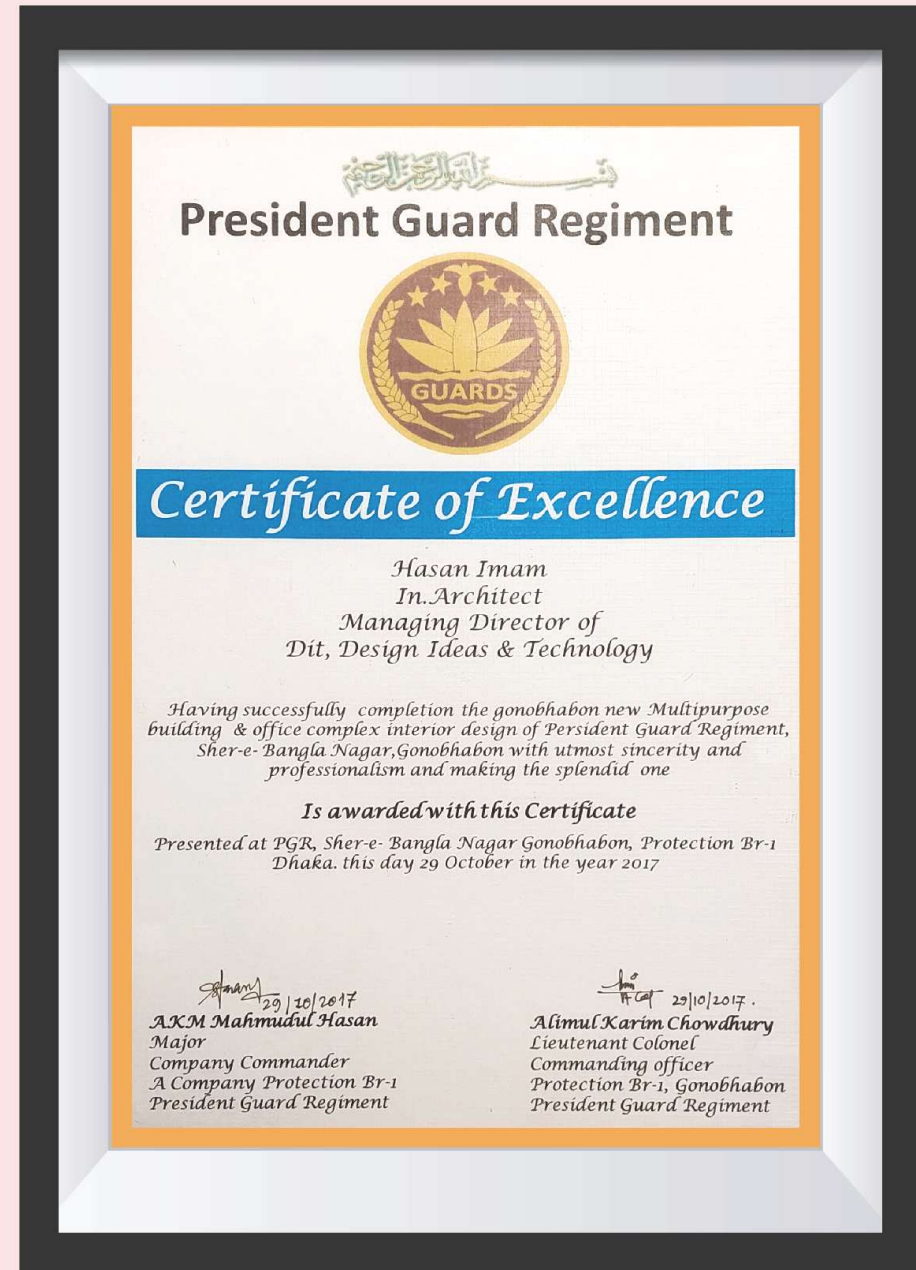 بسم الله الرحمن الرحيم
President Guard Regiment
GUARDS
Certificate of Excellence
Hasan Imam
In.Architect
Managing Director of
Dit, Design Ideas & Technology
Having successfully completion the gonobhabon new Multipurpose
building & office complex interior design of Persident Guard Regiment,
Sher-e-Bangla Nagar,Gonobhabon with utmost sincerity and
professionalism and making the splendid one
Is awarded with this Certificate
Presented at PGR, Sher-e- Bangla Nagar Gonobhabon, Protection Br-1
Dhaka. this day 29 October in the year 2017
29/10/2017
AKM Mahmudul Hasan
Major
Company Commander
A Company Protection Br-1
President Guard Regiment
29/10/2017.
Alimul Karim Chowdhury
Lieutenant Colonel
Commanding officer
Protection Br-1, Gonobhabon
President Guard Regiment